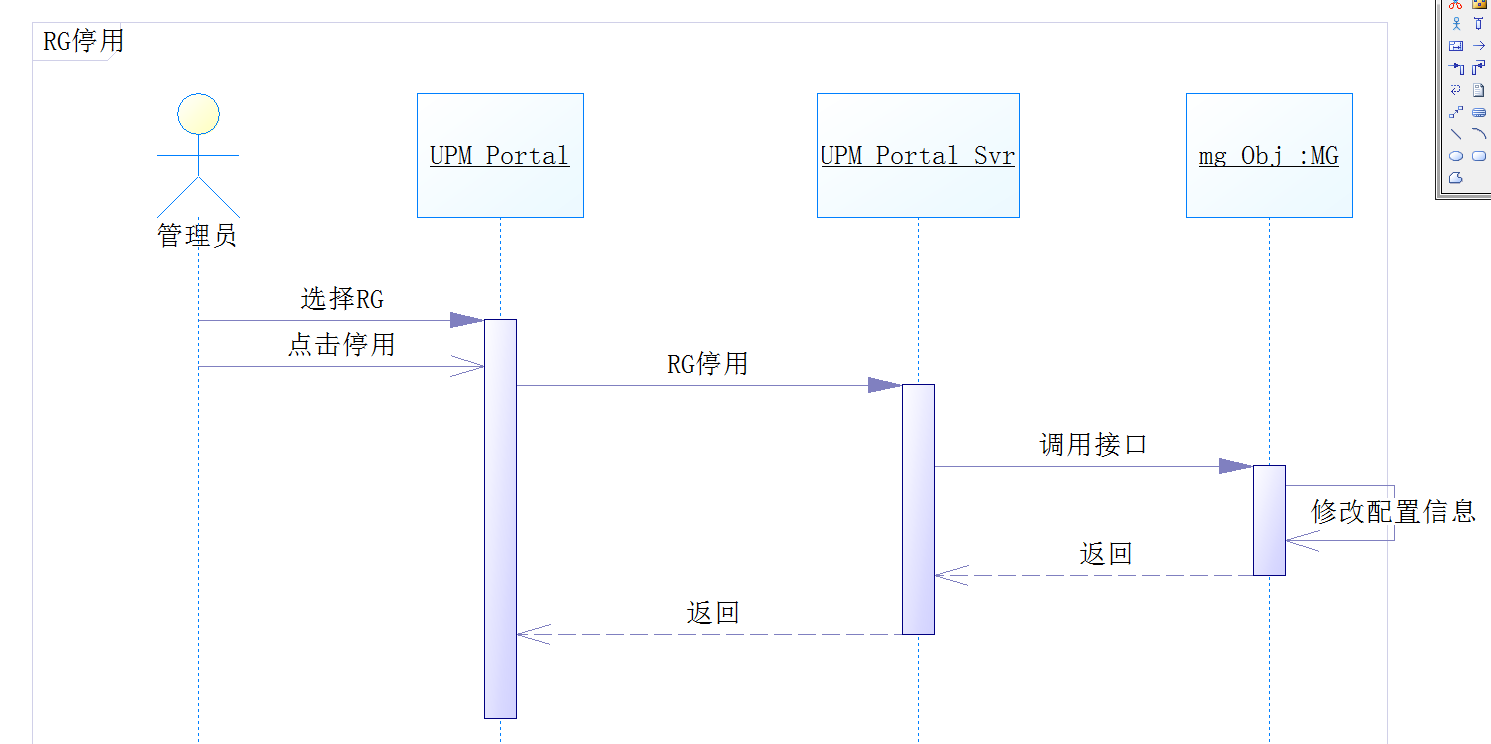 RG停用
UPM Portal
UPM Portal Svr
mg Obj :MG
管理员
选择RG
点击停用
RG停用
调用接口
修改配置信息
返回
返回